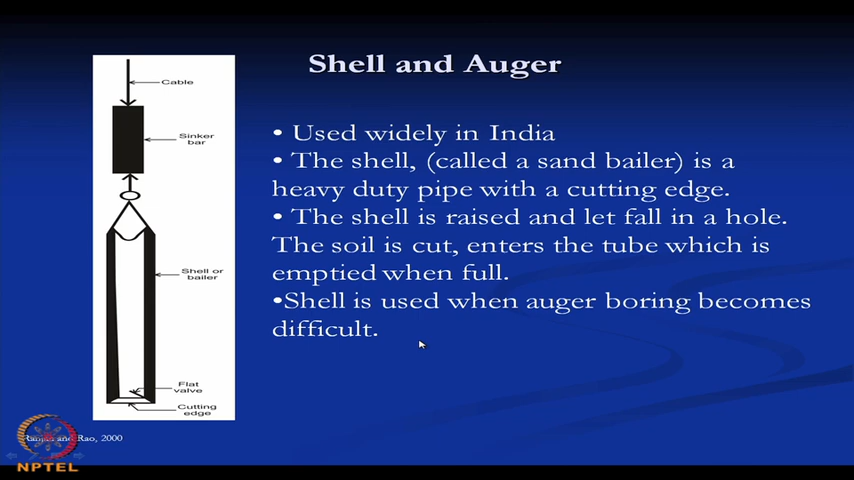 Shell and Auger
Cable
Sinker
bar
Shell or
bailer
Flat
valve
Cutting
edge
• Used widely in India
• The shell, (called a sand bailer) is a
heavy duty pipe with a cutting edge.
• The shell is raised and let fall in a hole.
The soil is cut, enters the tube which is
emptied when full.
•Shell is used when auger boring becomes
difficult.
and Rao, 2000
NPTEL